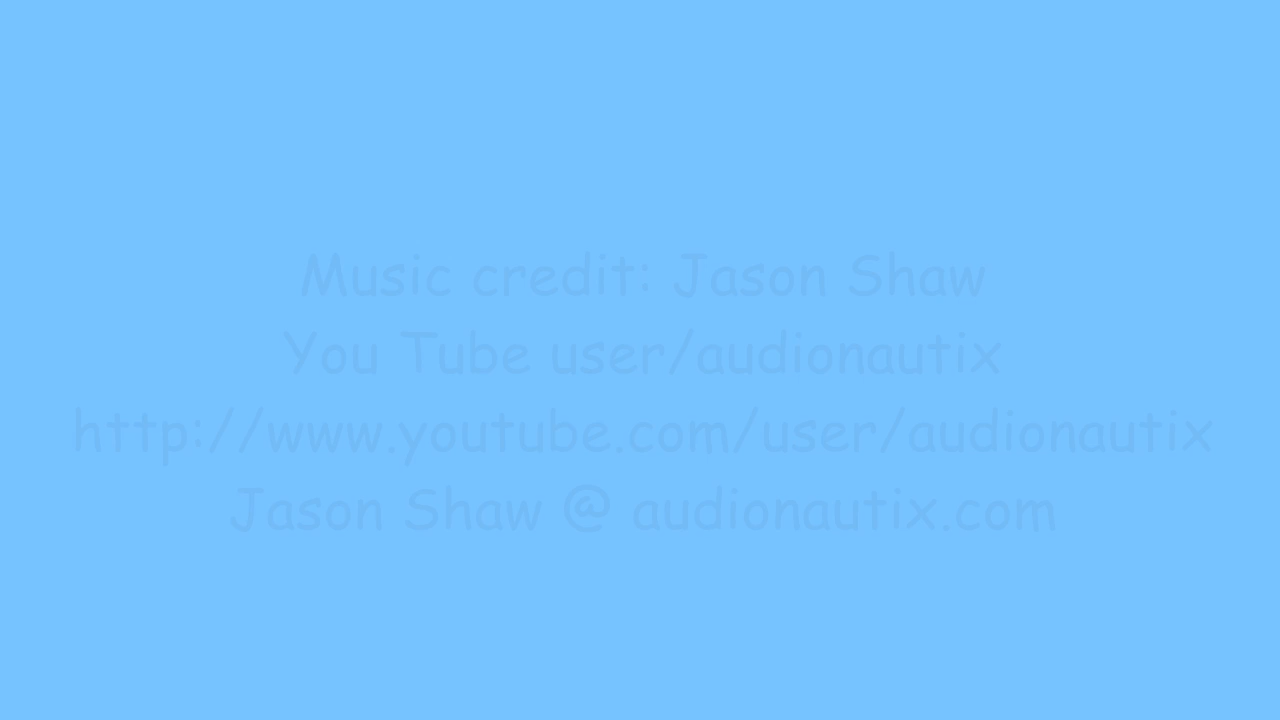 Music credit: Jason Shaw
You Tube user/audionautix
http://www.youtube.com/user/audionautix
Jason Shaw @ audionautix.com